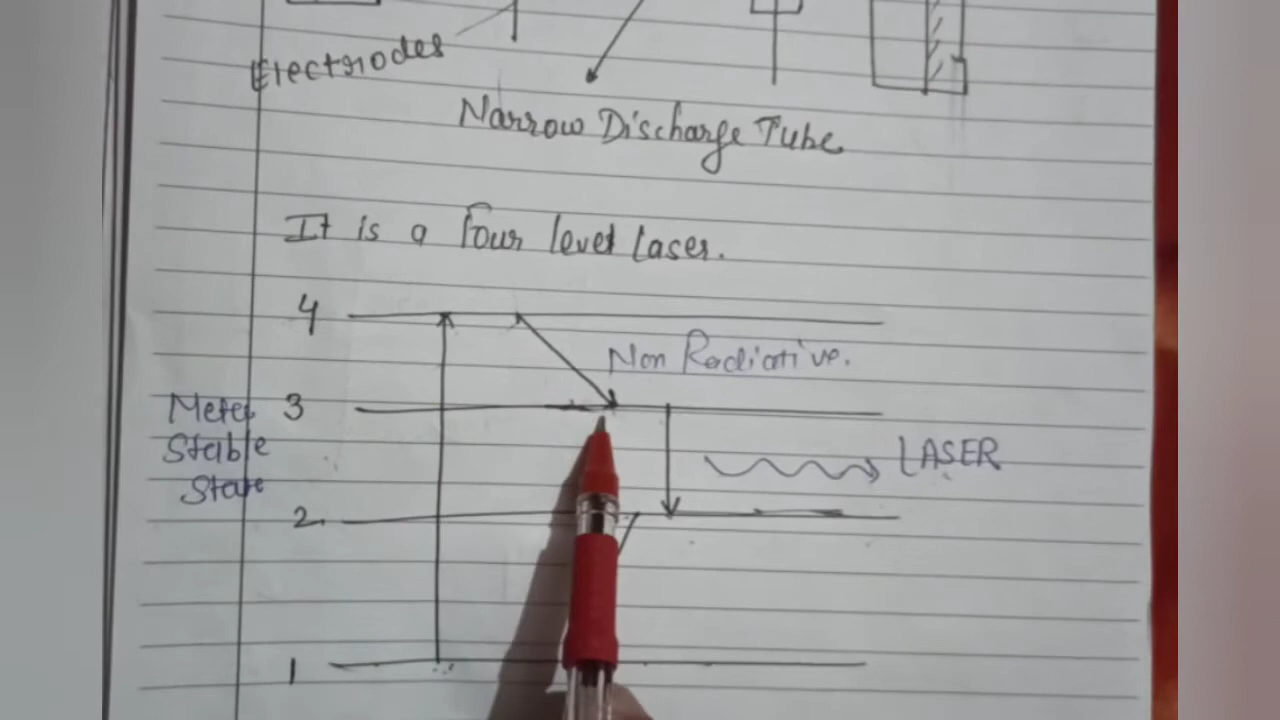 Electrodes
Narrow Discharge Tube
It is a four level laser.
4
Non Radiative.
Meta 3
Stable
State
LASER
2.
1